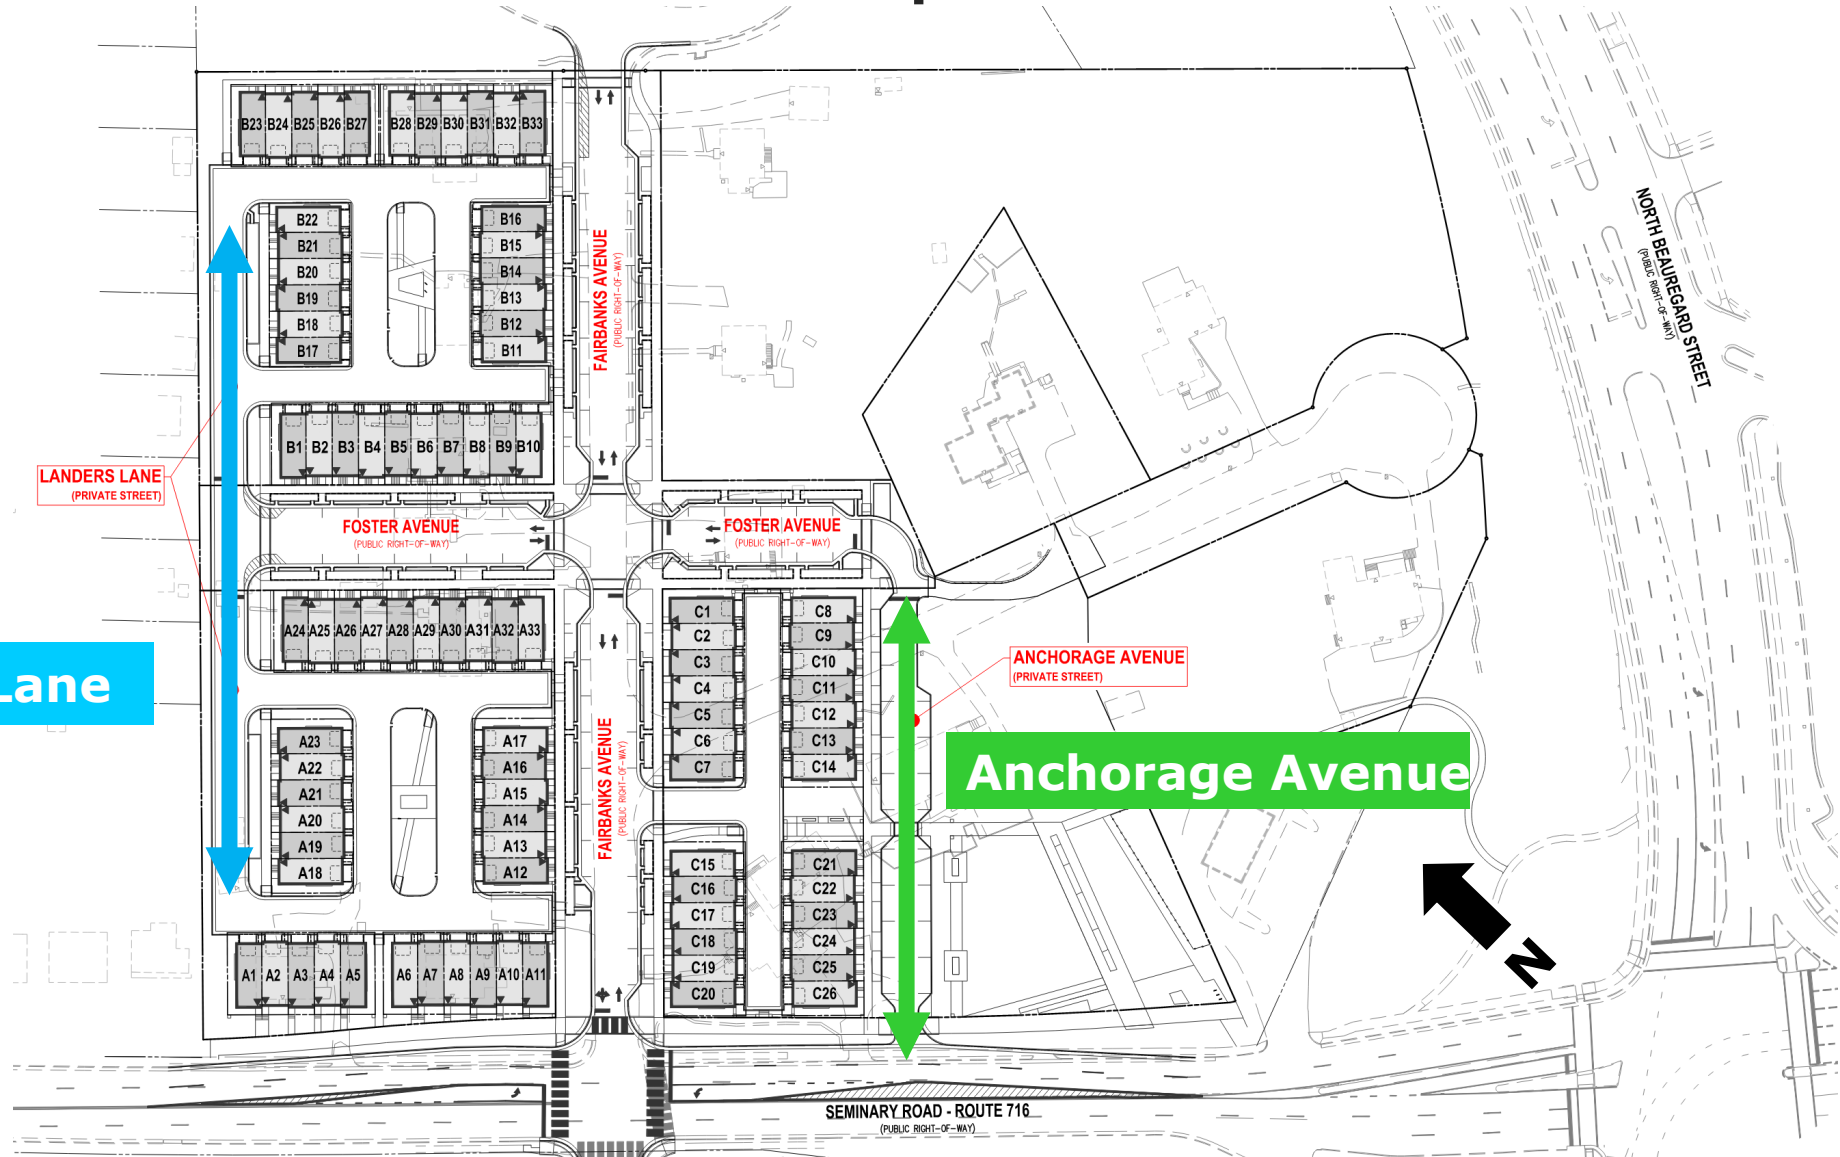 B23 B24 B25 B26 B27 B28 B29 B30 B31 B32 B33
B22
B21
B20
B19
B18
B17
B16
B15
B14
B13
B12
B11
FAIRBANKS AVENUE
(PUBLIC RIGHT-OF-WAY)
NORTH BEAUREGARD STREET
(PUBLIC RIGHT-OF-WAY)
B1 B2 B3 B4 B5 B6 B7 B8 B9 B10
LANDERS LANE
(PRIVATE STREET)
FOSTER AVENUE
(PUBLIC RIGHT-OF-WAY)
FOSTER AVENUE
(PUBLIC RIGHT-OF-WAY)
A24 A25 A26 A27 A28 A29 A30 A31 A32 A33
C1
C2
C3
C4
C5
C6
C7
C8
C9
C10
C11
C12
C13
C14
ANCHORAGE AVENUE
(PRIVATE STREET)
Lane
Anchorage Avenue
A23
A22
A21
A20
A19
A18
A17
A16
A15
A14
A13
A12
FAIRBANKS AVENUE
(PUBLIC RIGHT-OF-WAY)
C15
C16
C17
C18
C19
C20
C21
C22
C23
C24
C25
C26
N
A1 A2 A3 A4 A5 A6 A7 A8 A9 A10 A11
SEMINARY ROAD - ROUTE 716
(PUBLIC RIGHT-OF-WAY)